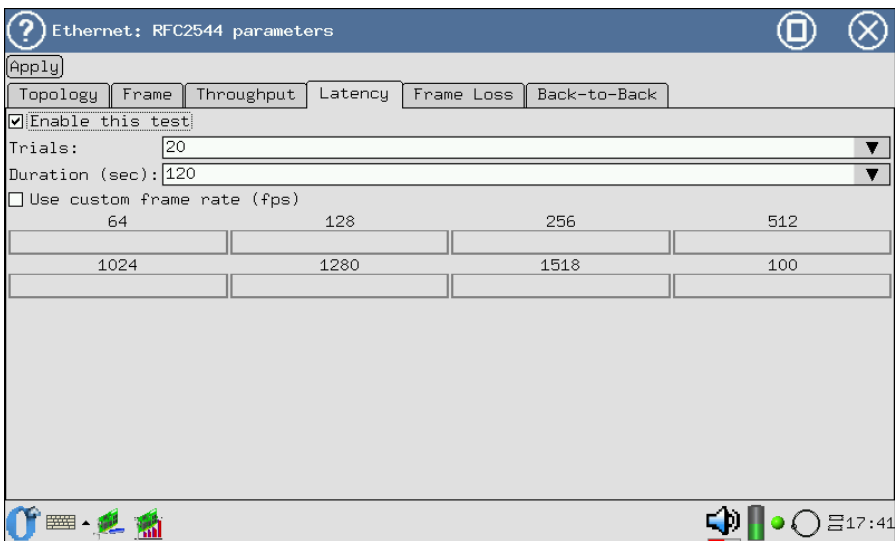 Ethernet: RFC2544 parameters
Apply
Topology Frame Throughput Latency Frame Loss Back-to-Back
Enable this test
Trials: 20
Duration (sec): 120
Use custom frame rate (fps)
64 128 256 512
1024 1280 1518 100
17:41